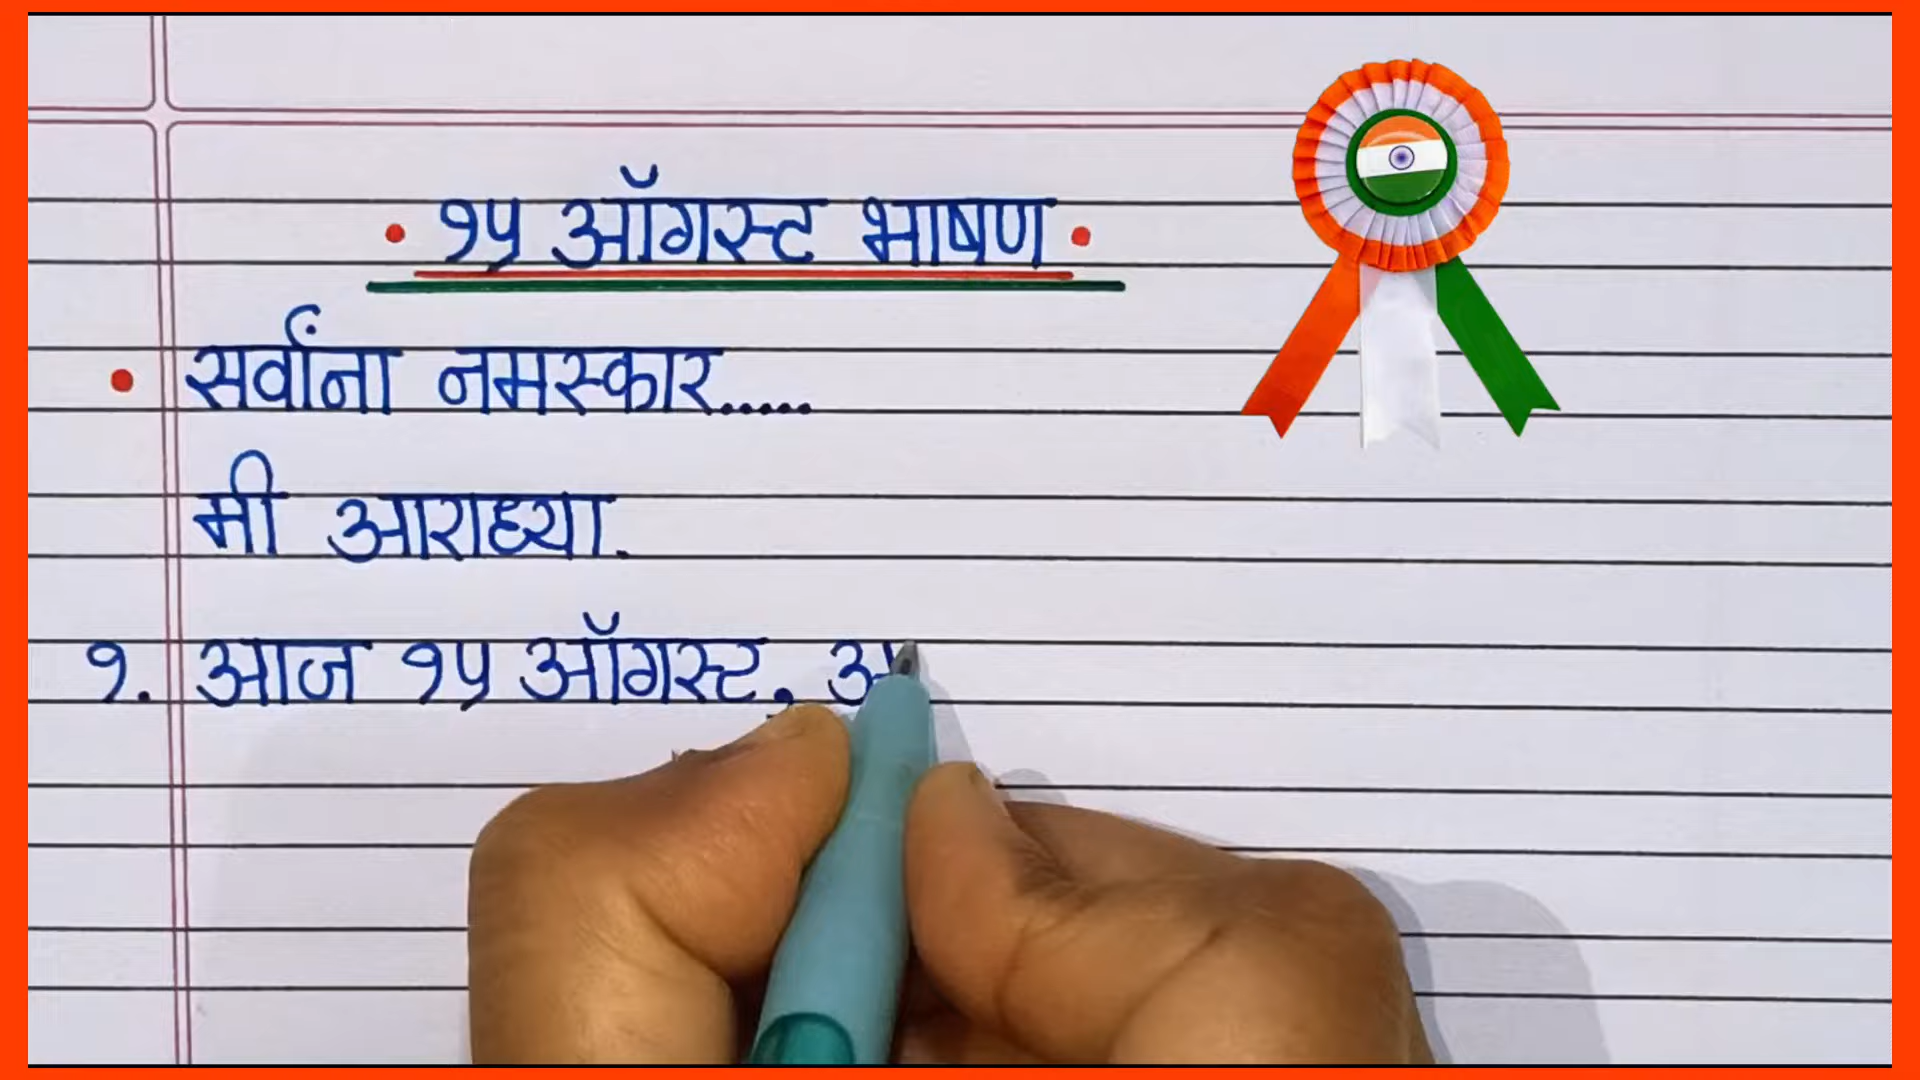 • १५ ऑगस्ट भाषण •
• सर्वांना नमस्कार.....
मी आराध्या.
१. आज १५ ऑगस्ट,